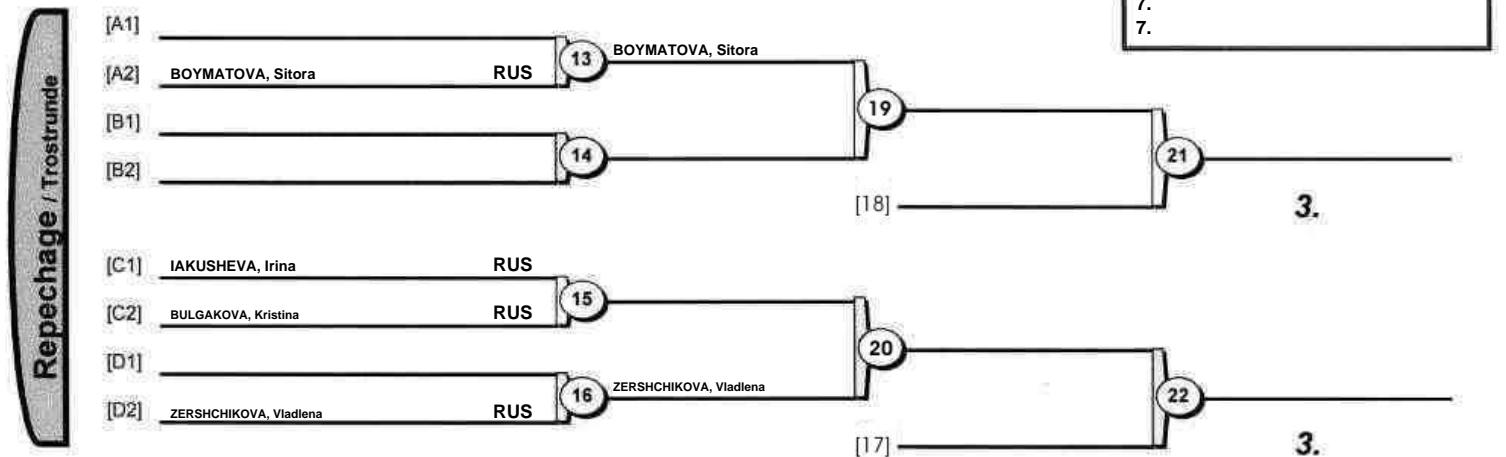 7.
7.
Repechage / Trostrunde
[A1]
13
BOYMATOVA, Sitora
[A2] BOYMATOVA, Sitora RUS
19
[B1]
14
21
[B2]
[18]
3.
[C1] IAKUSHEVA, Irina RUS
15
[C2] BULGAKOVA, Kristina RUS
20
[D1]
16
ZERSHCHIKOVA, Vladlena
22
[D2] ZERSHCHIKOVA, Vladlena RUS
[17]
3.